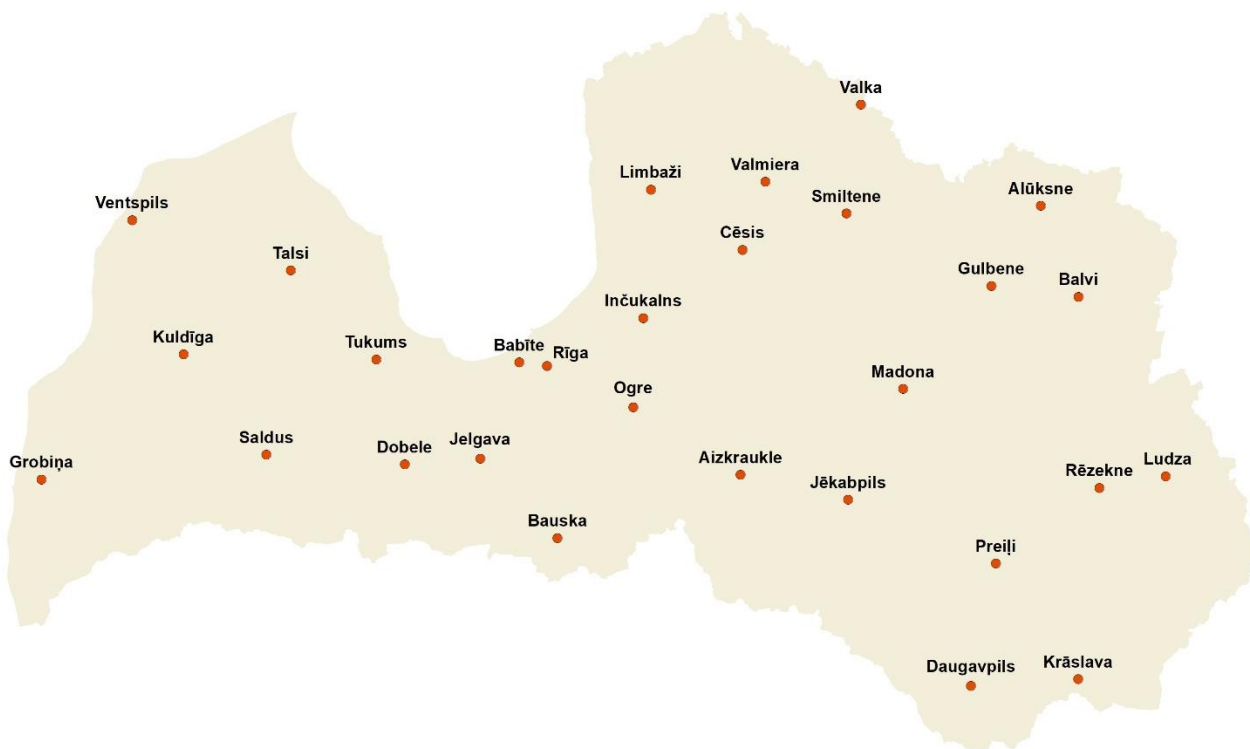 Valka
Valmiera
Limbaži
Alūksne
Smiltene
Ventspils
Cēsis
Talsi
Gulbene
Balvi
Inčukalns
Kuldīga
Tukums
Babīte
Rīga
Madona
Ogre
Saldus
Jelgava
Dobele
Aizkraukle
Ludza
Grobiņa
Rēzekne
Jēkabpils
Bauska
Preiļi
Krāslava
Daugavpils